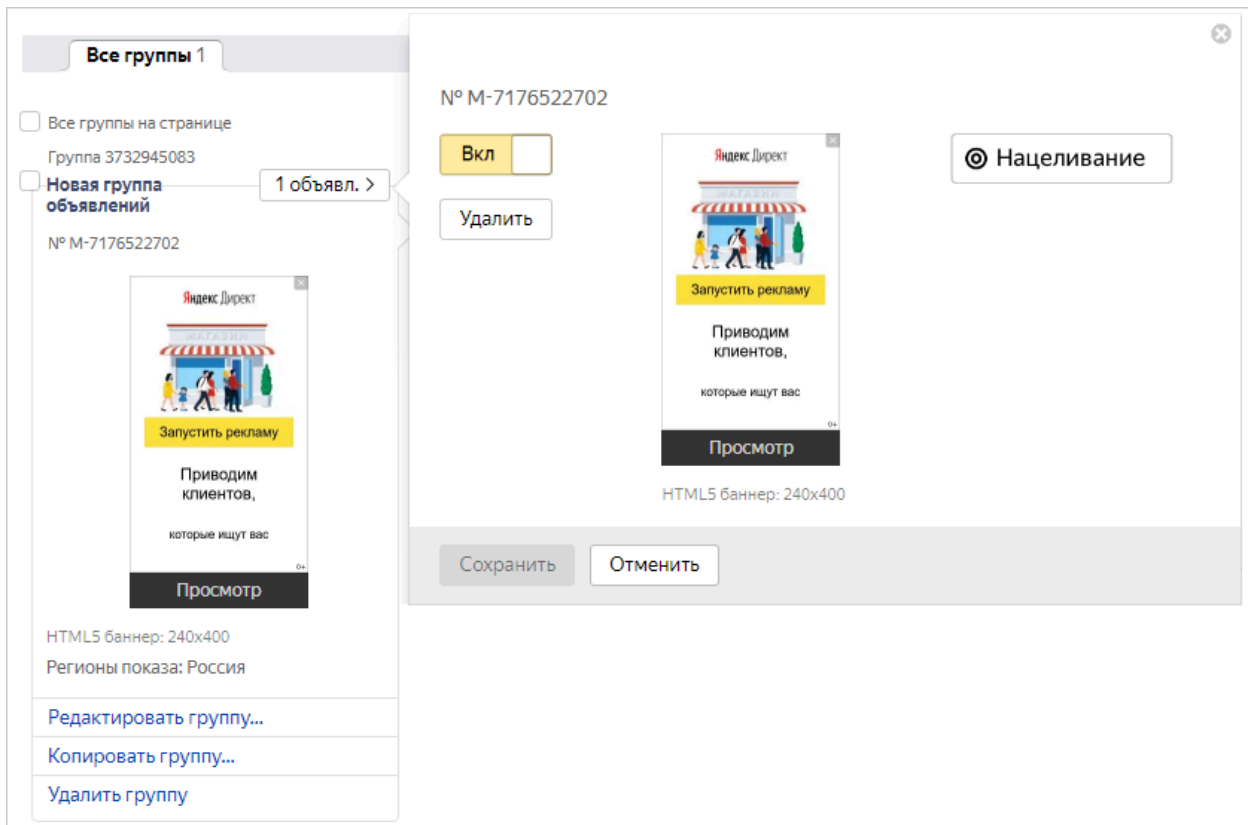 Все группы 1
Все группы на странице
Группа 3732945083
Новая группа
объявлений
1 объявл. >
№ M-7176522702
Яндекс Директ
МАГАЗИН
Запустить рекламу
Приводим
клиентов,
которые ищут вас
0+
Просмотр
HTML5 баннер: 240x400
Регионы показа: Россия
Редактировать группу...
Копировать группу...
Удалить группу
№ M-7176522702
Вкл
Удалить
Яндекс Директ
МАГАЗИН
Запустить рекламу
Приводим
клиентов,
которые ищут вас
0+
Просмотр
HTML5 баннер: 240x400
Нацеливание
Сохранить
Отменить